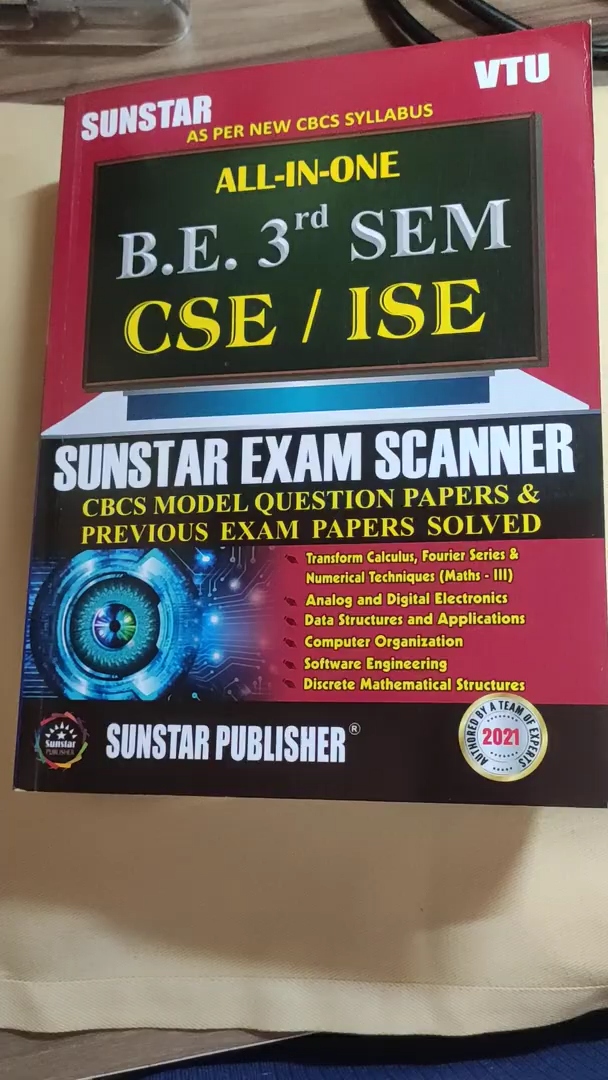 VTU
SUNSTAR
AS PER NEW CBCS SYLLABUS
ALL-IN-ONE
B.E. 3rd SEM
CSE / ISE
SUNSTAR EXAM SCANNER
CBCS MODEL QUESTION PAPERS &
PREVIOUS EXAM PAPERS SOLVED
Transform Calculus, Fourier Series &
Numerical Techniques (Maths - III)
Analog and Digital Electronics
Data Structures and Applications
Computer Organization
Software Engineering
Discrete Mathematical Structures
Sunstar
PUBLISHER
SUNSTAR PUBLISHER®
AUTHORED BY A TEAM OF EXPERTS
2021